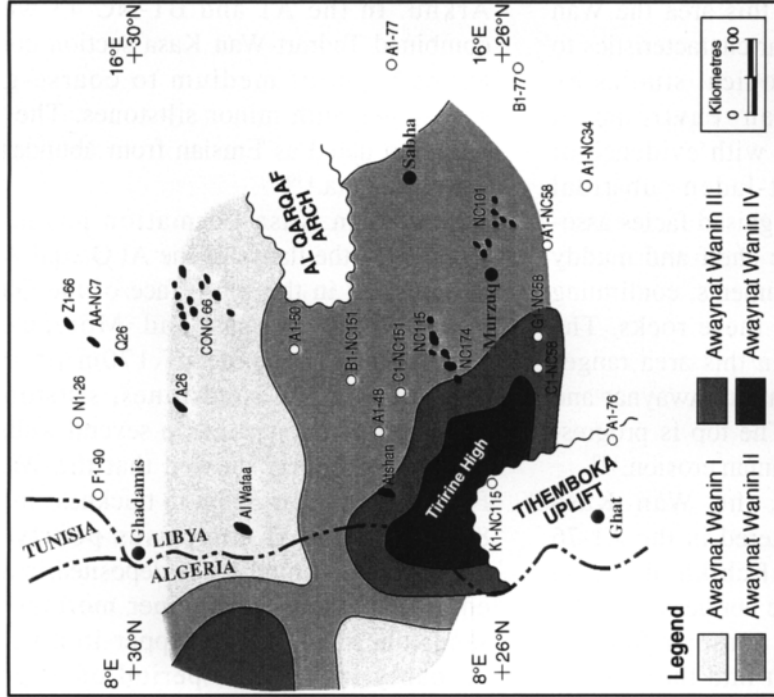 8°E
+30°N
TUNISIA
Ghadamis
LIBYA
ALGERIA
F1-90
N1-26
Z1-66
AA-NC7
Q26
A26
CONC 66
16°E
+30°N
Al Wafaa
A1-50
AL QARQAF
ARCH
B1-NC151
A1-48
C1-NC151
Sabha
A1-77
Atshan
NC115
NC174
NC101
Murzuq
Tiririne High
K1-NC115
8°E
+26°N
16°E
+26°N
B1-77
C1-NC58
G1-NC58
A1-NC58
A1-NC34
TIHEMBOKA
UPLIFT
A1-76
Ghat
Legend
Awaynat Wanin I
Awaynat Wanin II
Awaynat Wanin III
Awaynat Wanin IV
Kilometres
0 100